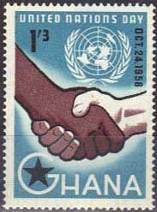 UNITED NATIONS DAY
OCT. 24. 1958
1'3
GHANA